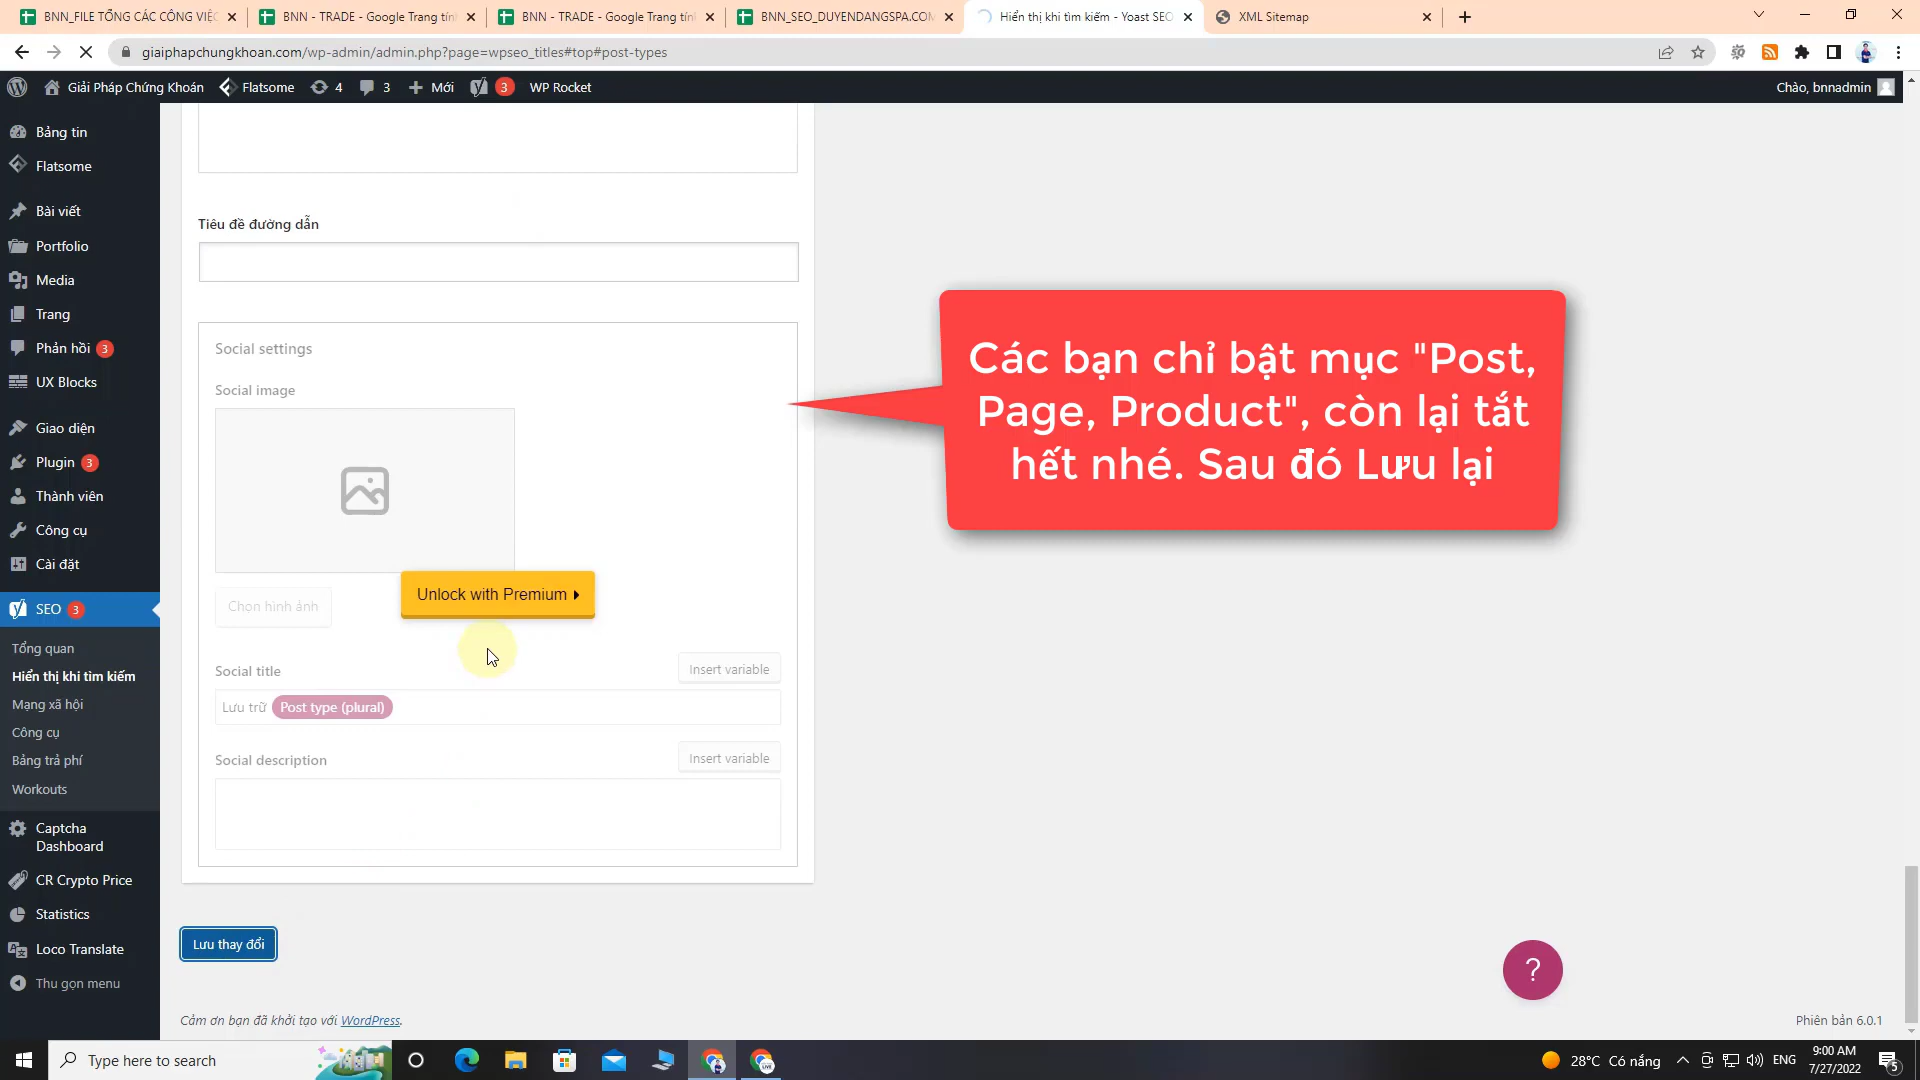 BNN_FILE TỔNG CÁC CÔNG VIỆC
BNN - TRADE - Google Trang tính
BNN - TRADE - Google Trang tính
BNN_SEO_DUYENDANGSPA.COM
Hiển thị khi tìm kiếm - Yoast SEO
XML Sitemap
giaiphapchungkhoan.com/wp-admin/admin.php?page=wpseo_titles#top#post-types
Giải Pháp Chứng Khoán
Flatsome
4
3
Mới
3
WP Rocket
Chào, bnnadmin
Bảng tin
Flatsome
Bài viết
Portfolio
Media
Trang
Phản hồi 3
UX Blocks
Giao diện
Plugin 3
Thành viên
Công cụ
Cài đặt
SEO 3
Tổng quan
Hiển thị khi tìm kiếm
Mạng xã hội
Công cụ
Bảng trả phí
Workouts
Captcha
Dashboard
CR Crypto Price
Statistics
Loco Translate
Thu gọn menu
Tiêu đề đường dẫn
Social settings
Social image
Chọn hình ảnh
Unlock with Premium
Social title
Insert variable
Lưu trữ Post type (plural)
Social description
Insert variable
Lưu thay đổi
Các bạn chỉ bật mục "Post,
Page, Product", còn lại tắt
hết nhé. Sau đó Lưu lại
?
Cảm ơn bạn đã khởi tạo với WordPress.
Phiên bản 6.0.1
Type here to search
LIVE
28°C Có nắng
ENG
9:00 AM
7/27/2022
5